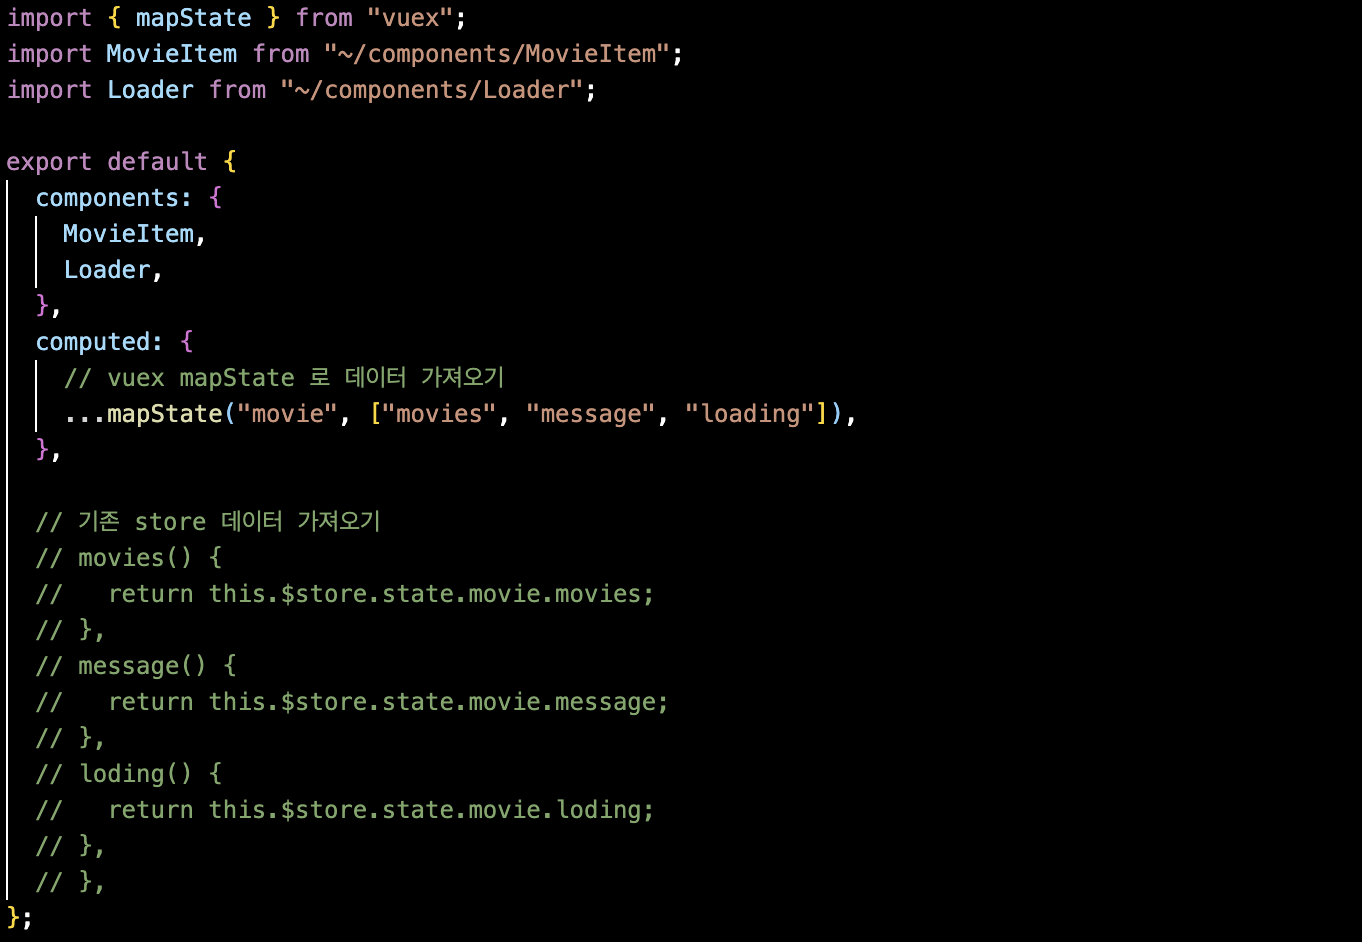 import { mapState } from "vuex";
import MovieItem from "~/components/MovieItem";
import Loader from "~/components/Loader";

export default {
  components: {
    MovieItem,
    Loader,
  },
  computed: {
    // vuex mapState 로 데이터 가져오기
    ...mapState("movie", ["movies", "message", "loading"]),
  },

  // 기존 store 데이터 가져오기
  // movies() {
  //   return this.$store.state.movie.movies;
  // },
  // message() {
  //   return this.$store.state.movie.message;
  // },
  // loding() {
  //   return this.$store.state.movie.loding;
  // },
  // },
};